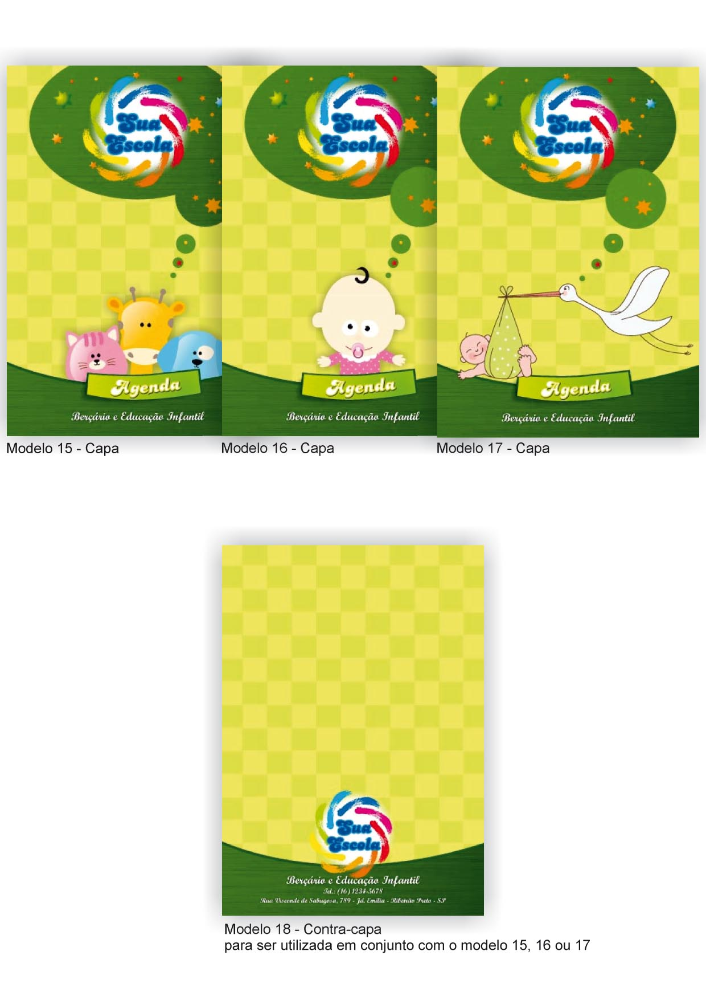 Sua
Escola
Agenda
Berçário e Educação Infantil
Modelo 15 - Capa
Sua
Escola
Agenda
Berçário e Educação Infantil
Modelo 16 - Capa
Sua
Escola
Agenda
Berçário e Educação Infantil
Modelo 17 - Capa
Sua
Escola
Berçário e Educação Infantil
Tel.: (16) 1234-5678
Rua Visconde de Sabugosa, 789 - Jd. Emília - Ribeirão Preto - SP
Modelo 18 - Contra-capa
para ser utilizada em conjunto com o modelo 15, 16 ou 17